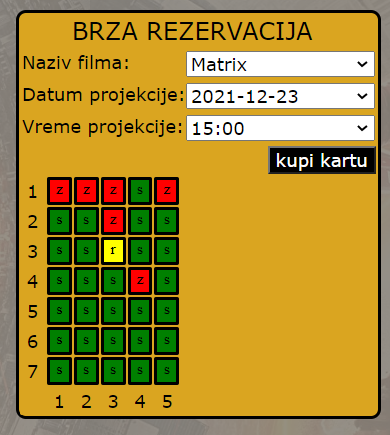 BRZA REZERVACIJA
Naziv filma: Matrix
Datum projekcije: 2021-12-23
Vreme projekcije: 15:00
kupi kartu
1 z z z s z
2 s s z s s
3 s s r s s
4 s s s z s
5 s s s s s
6 s s s s s
7 s s s s s
1 2 3 4 5